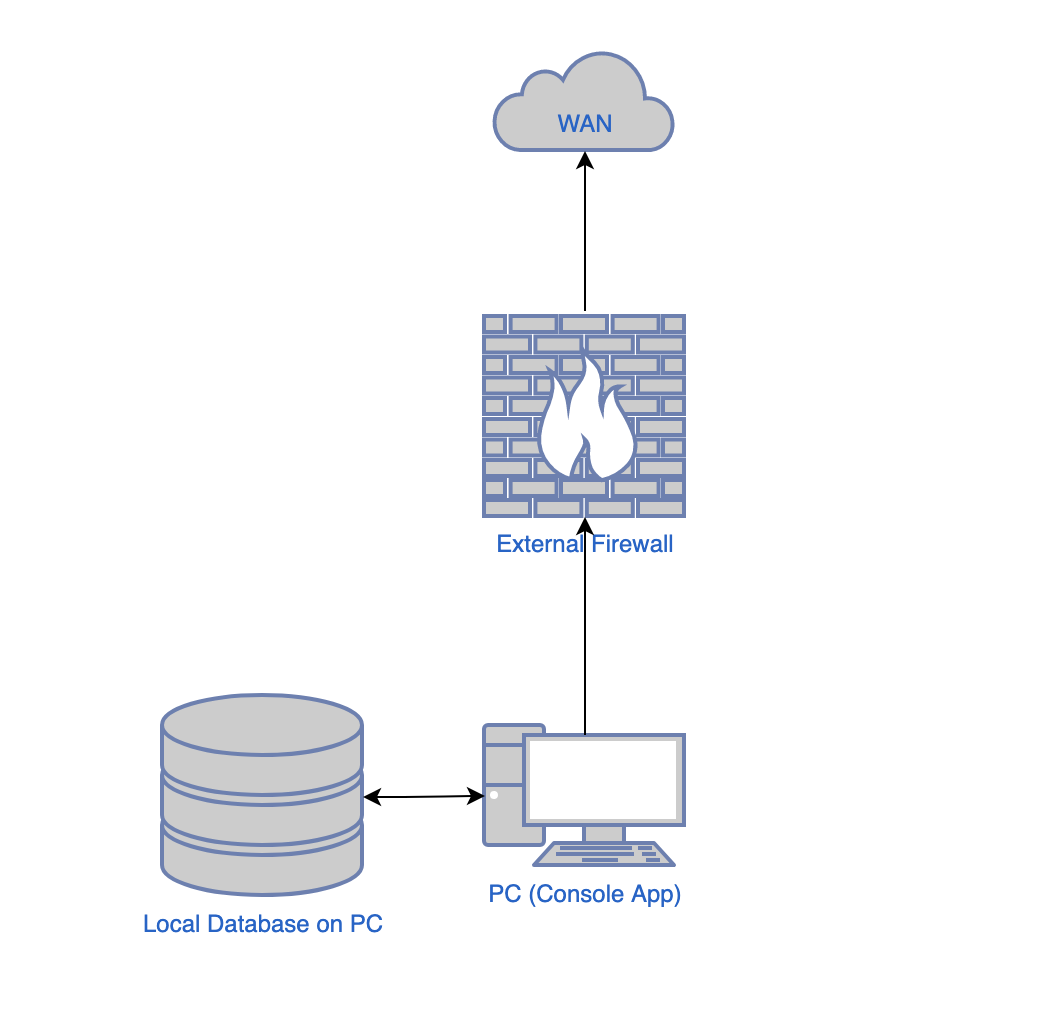 WAN
External Firewall
PC (Console App)
Local Database on PC